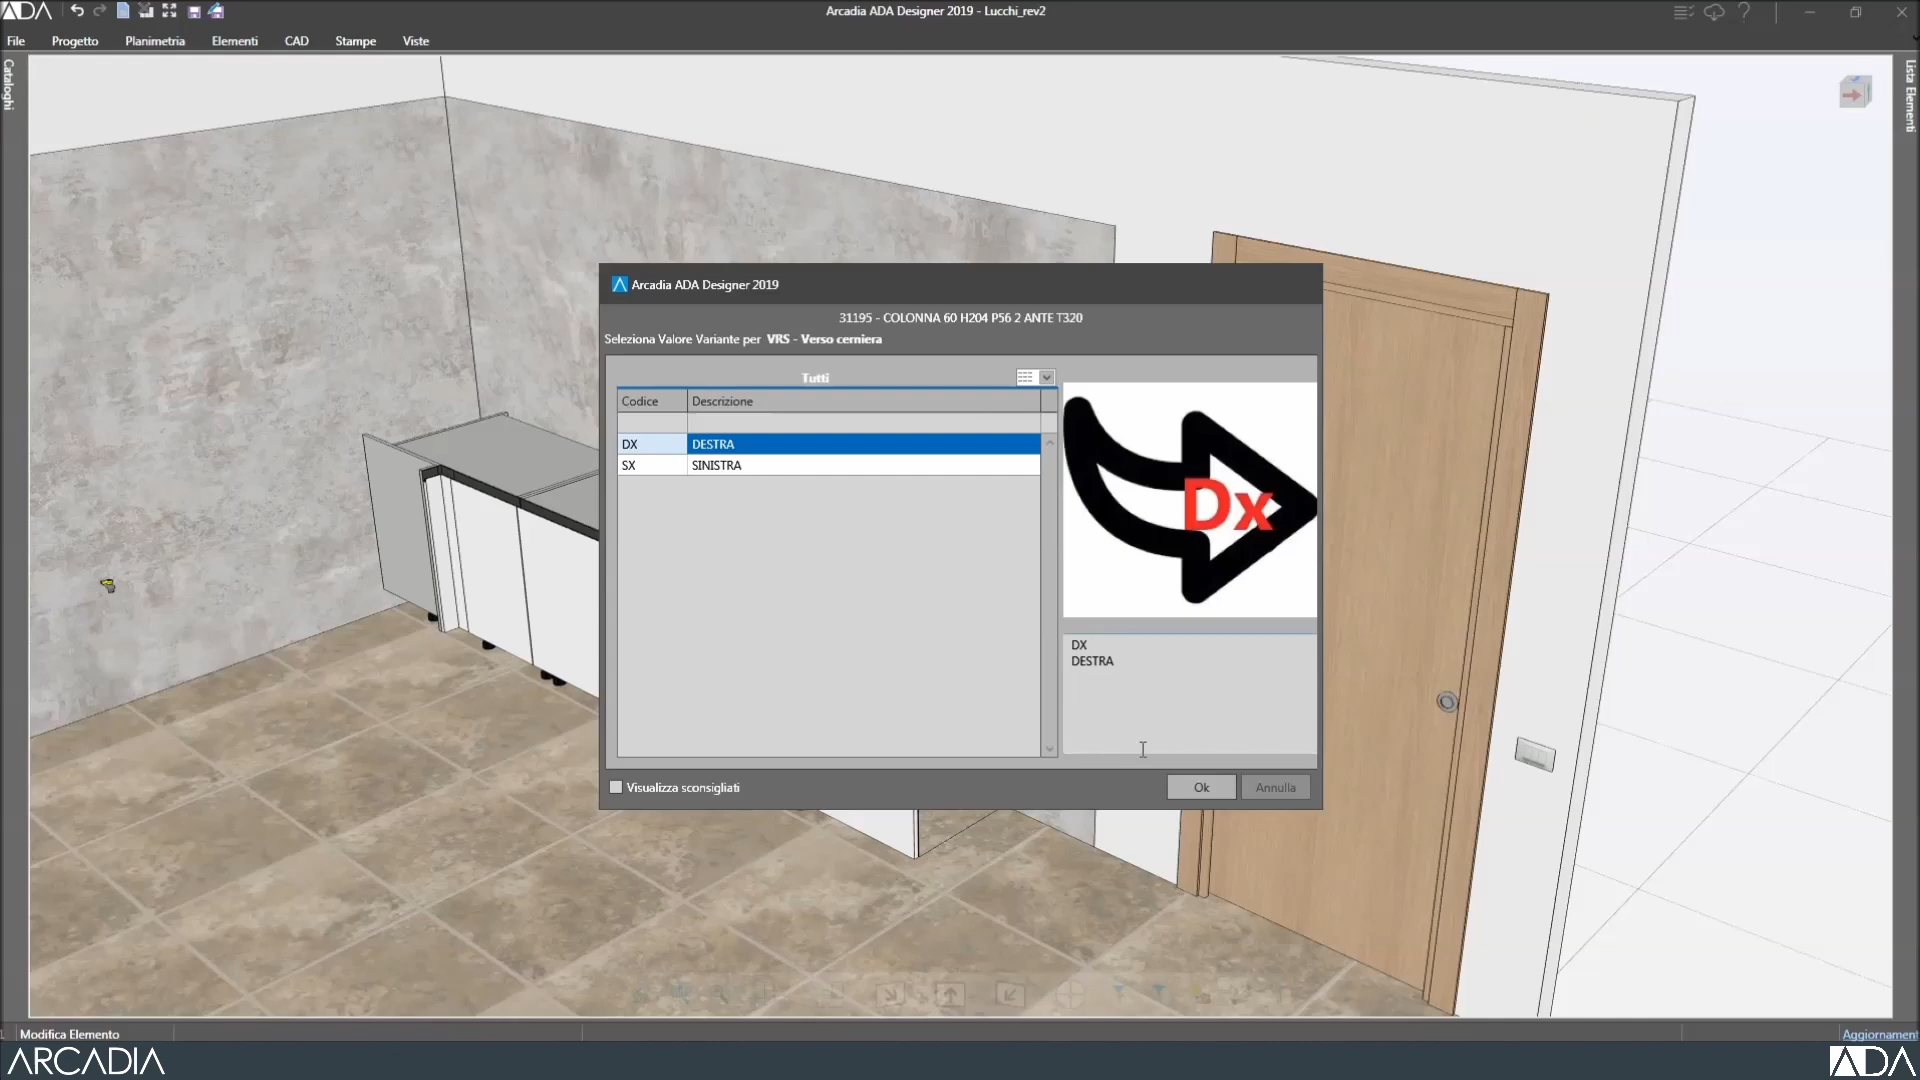 ADA
Arcadia ADA Designer 2019 - Lucchi_rev2
File Progetto Planimetria Elementi CAD Stampe Viste
Cataloghi
Lista Elementi
Arcadia ADA Designer 2019
31195 - COLONNA 60 H204 P56 2 ANTE T320
Seleziona Valore Variante per VRS - Verso cerniera
Tutti
Codice Descrizione
DX DESTRA
SX SINISTRA
Dx
DX
DESTRA
Visualizza sconsigliati
Ok Annulla
Modifica Elemento
Aggiornament
ARCADIA
ADA